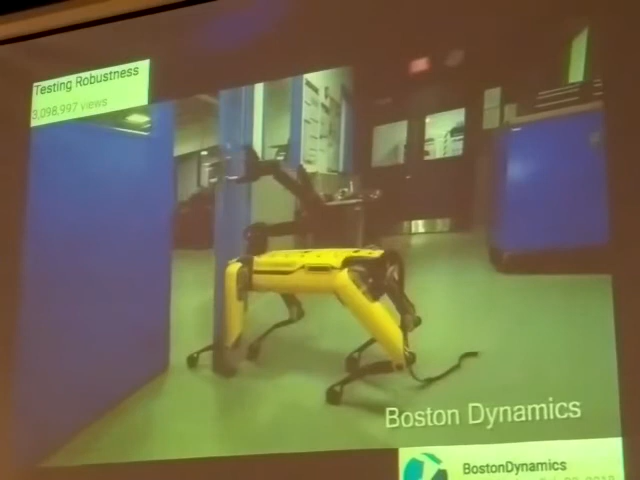 Testing Robustness
3,098,997 views
Boston Dynamics
BostonDynamics